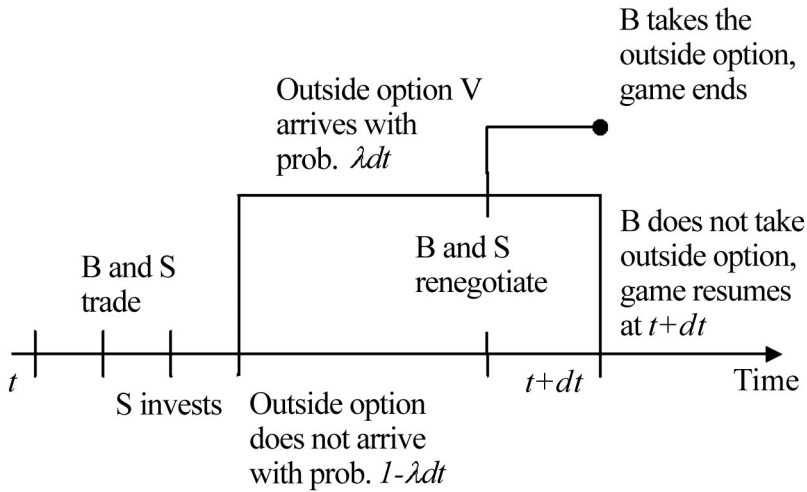 B takes the
outside option,
game ends
Outside option V
arrives with
prob. λdt
B and S
trade
B and S
renegotiate
B does not take
outside option,
game resumes
at t+dt
t
S invests
Outside option
does not arrive
with prob. 1-λdt
t+dt
Time